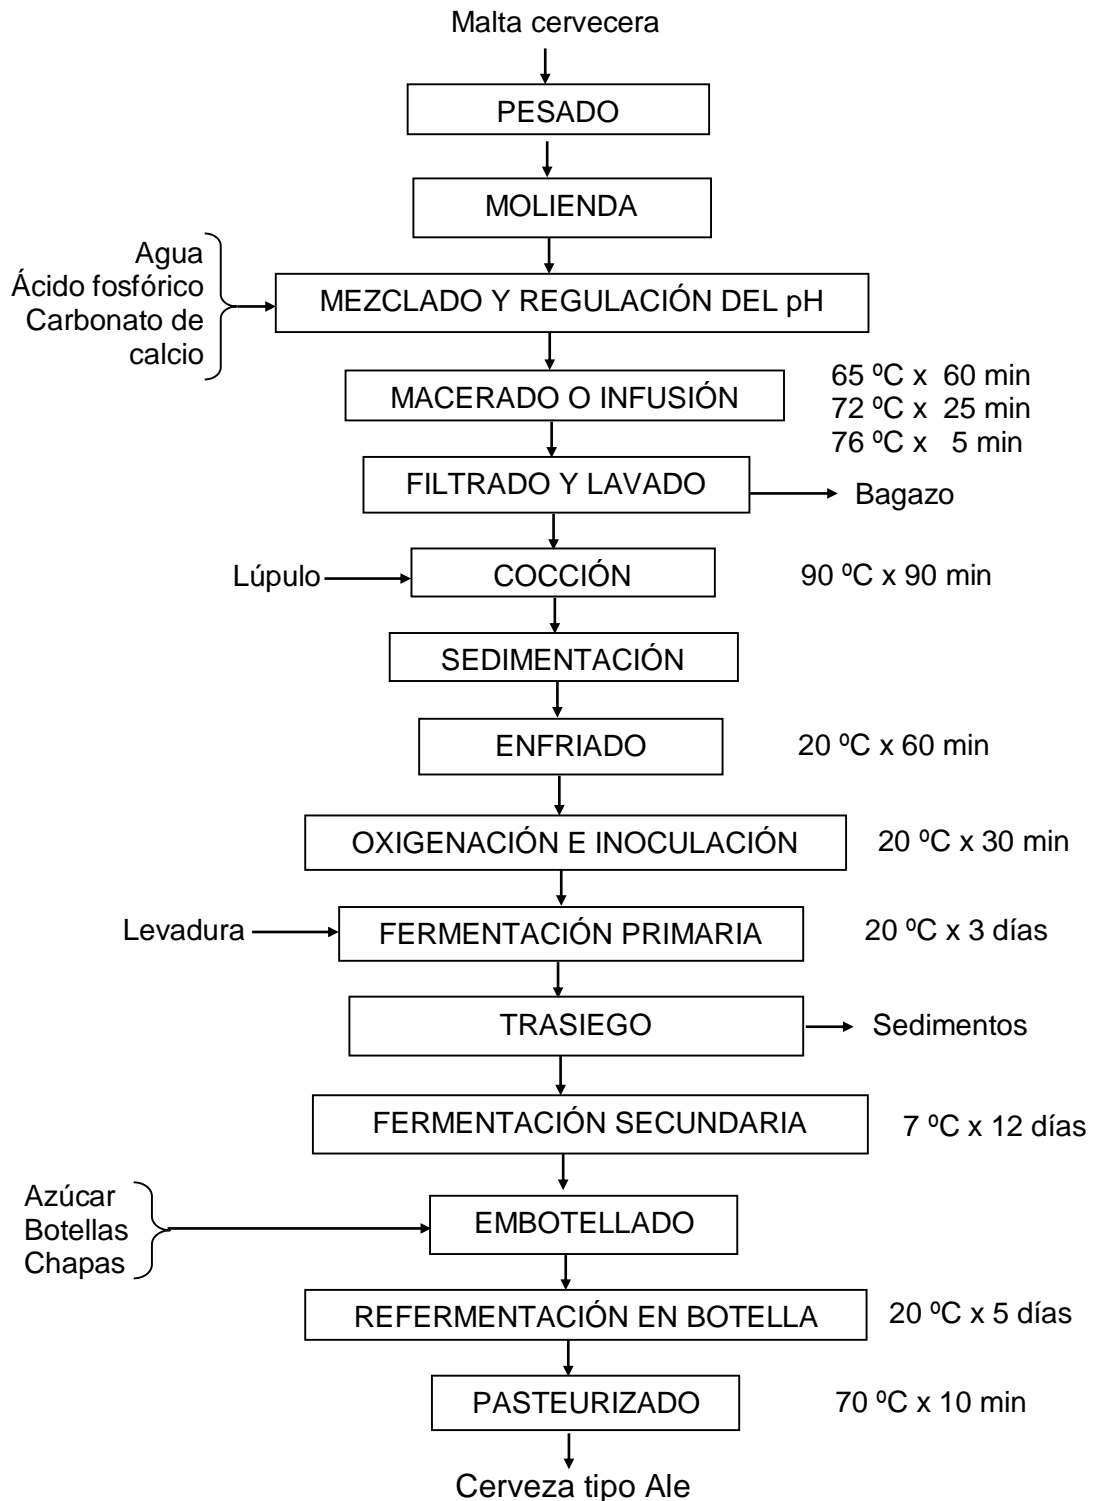 Malta cervecera
PESADO
MOLIENDA
Agua
Ácido fosfórico
Carbonato de
calcio
MEZCLADO Y REGULACIÓN DEL pH
MACERADO O INFUSIÓN
65 ºC x 60 min
72 ºC x 25 min
76 ºC x 5 min
FILTRADO Y LAVADO
Bagazo
Lúpulo
COCCIÓN
90 ºC x 90 min
SEDIMENTACIÓN
ENFRIADO
20 ºC x 60 min
OXIGENACIÓN E INOCULACIÓN
20 ºC x 30 min
Levadura
FERMENTACIÓN PRIMARIA
20 ºC x 3 días
TRASIEGO
Sedimentos
FERMENTACIÓN SECUNDARIA
7 ºC x 12 días
Azúcar
Botellas
Chapas
EMBOTELLADO
REFERMENTACIÓN EN BOTELLA
20 ºC x 5 días
PASTEURIZADO
70 ºC x 10 min
Cerveza tipo Ale